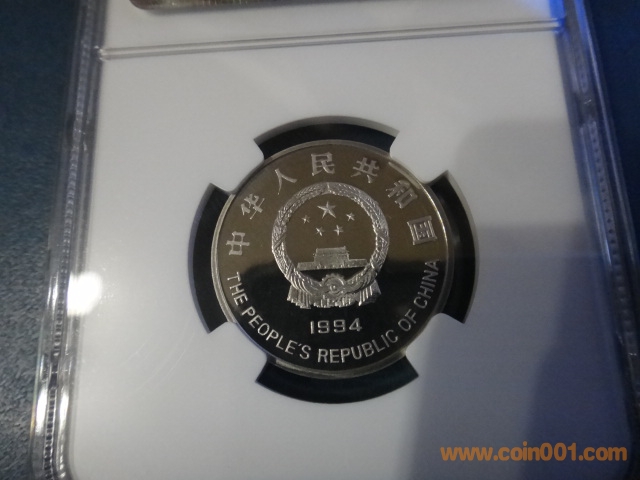 中华人民共和国
1994
THE PEOPLE'S REPUBLIC OF CHINA
www.coin001.com